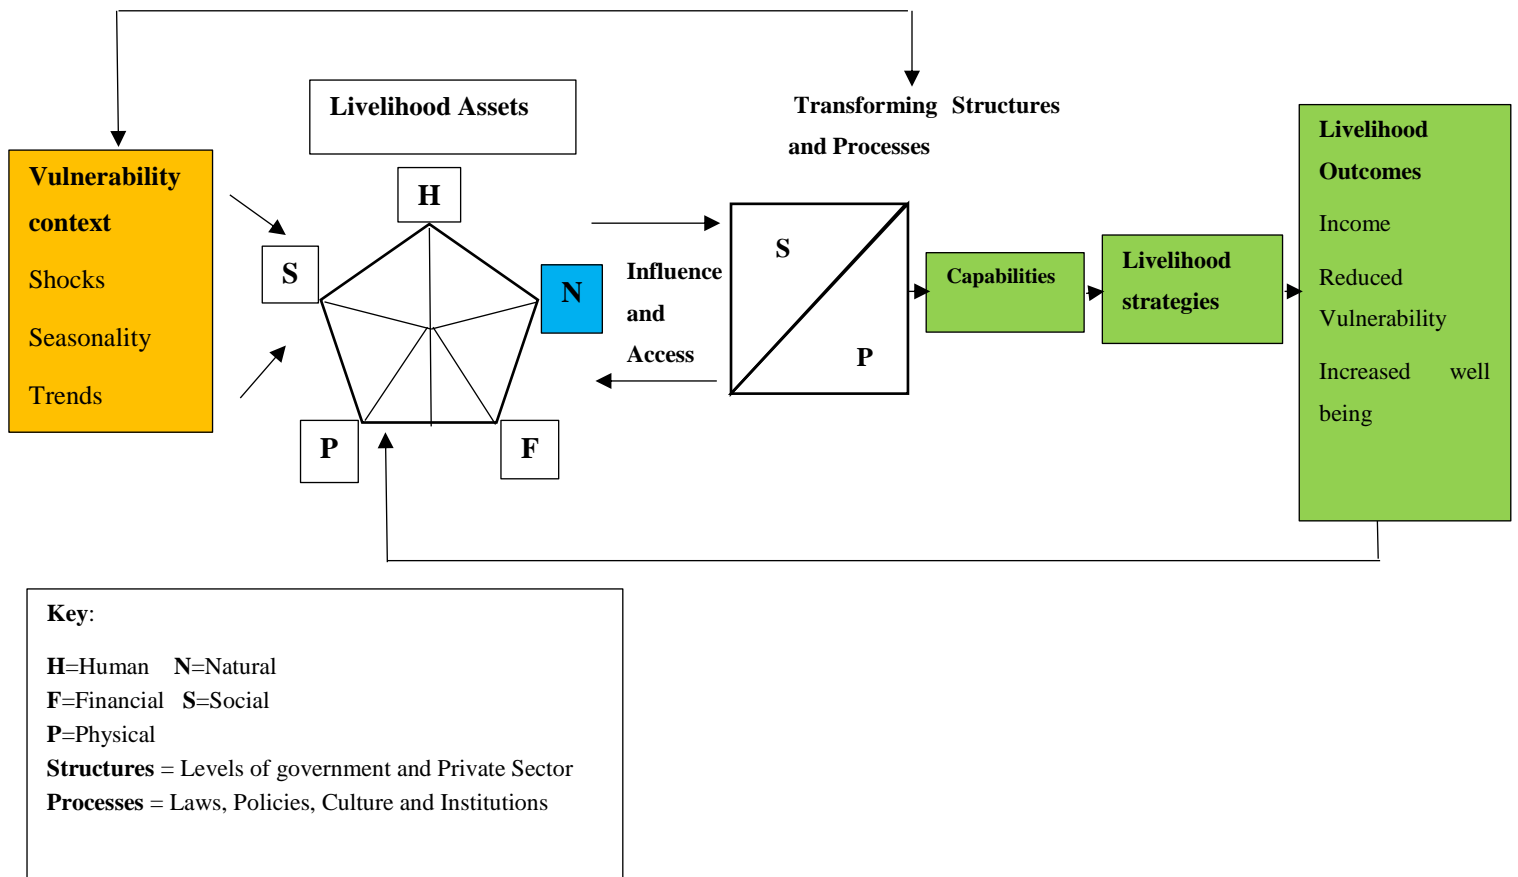 Livelihood Assets
Transforming Structures
and Processes
Vulnerability
context
Shocks
Seasonality
Trends
H
S
N
P
F
Influence
and
Access
S
P
Capabilities
Livelihood
strategies
Livelihood
Outcomes
Income
Reduced
Vulnerability
Increased well
being
Key:
H=Human N=Natural
F=Financial S=Social
P=Physical
Structures = Levels of government and Private Sector
Processes = Laws, Policies, Culture and Institutions